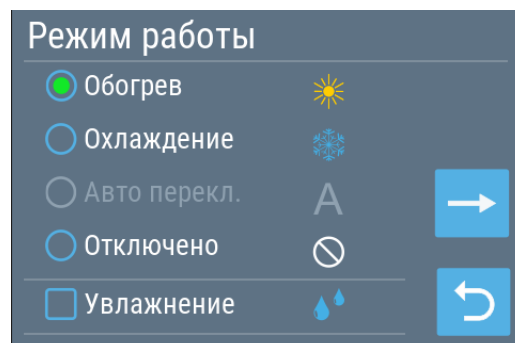 Режим работы
Обогрев
Охлаждение
Авто перекл. A
Отключено
Увлажнение